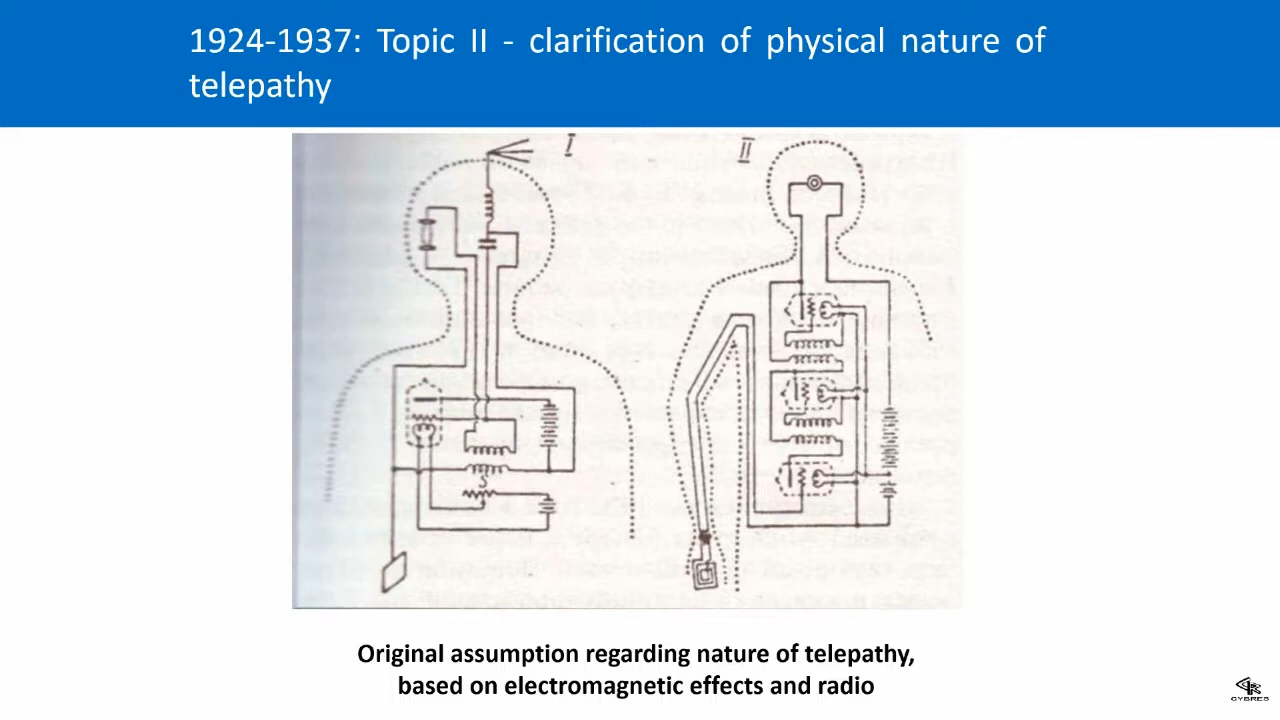 1924-1937: Topic II - clarification of physical nature of
telepathy
I
II
S
Original assumption regarding nature of telepathy,
based on electromagnetic effects and radio
CYBRES